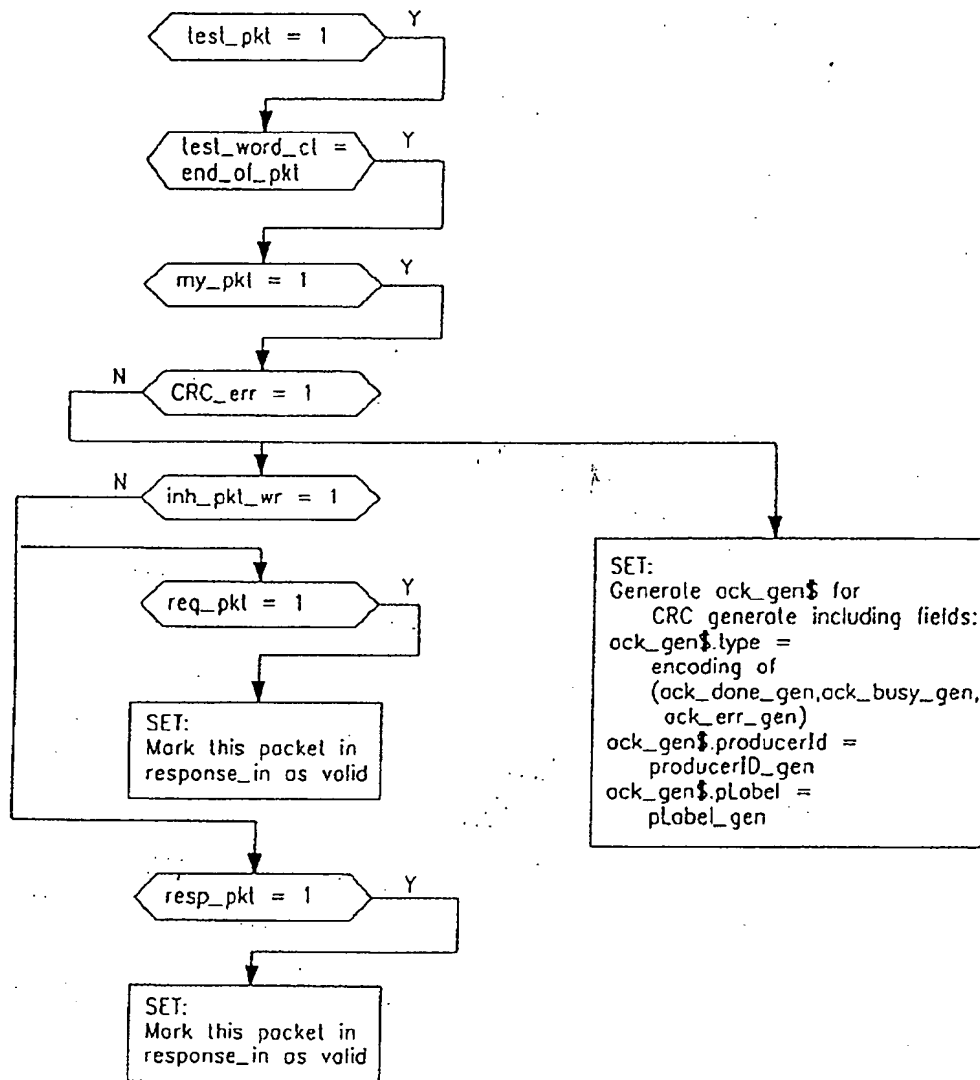 Y
test_pkt = 1
test_word_ct =
end_of_pkt
Y
my_pkt = 1
Y
N
CRC_err = 1
N
inh_pkt_wr = 1
req_pkt = 1
Y
SET:
Mark this packet in
response_in as valid
resp_pkt = 1
Y
SET:
Mark this packet in
response_in as valid
SET:
Generate ack_gen$ for
CRC generate including fields:
ack_gen$.type =
encoding of
(ack_done_gen,ack_busy_gen,
ack_err_gen)
ack_gen$.producerId =
producerID_gen
ack_gen$.pLabel =
pLabel_gen